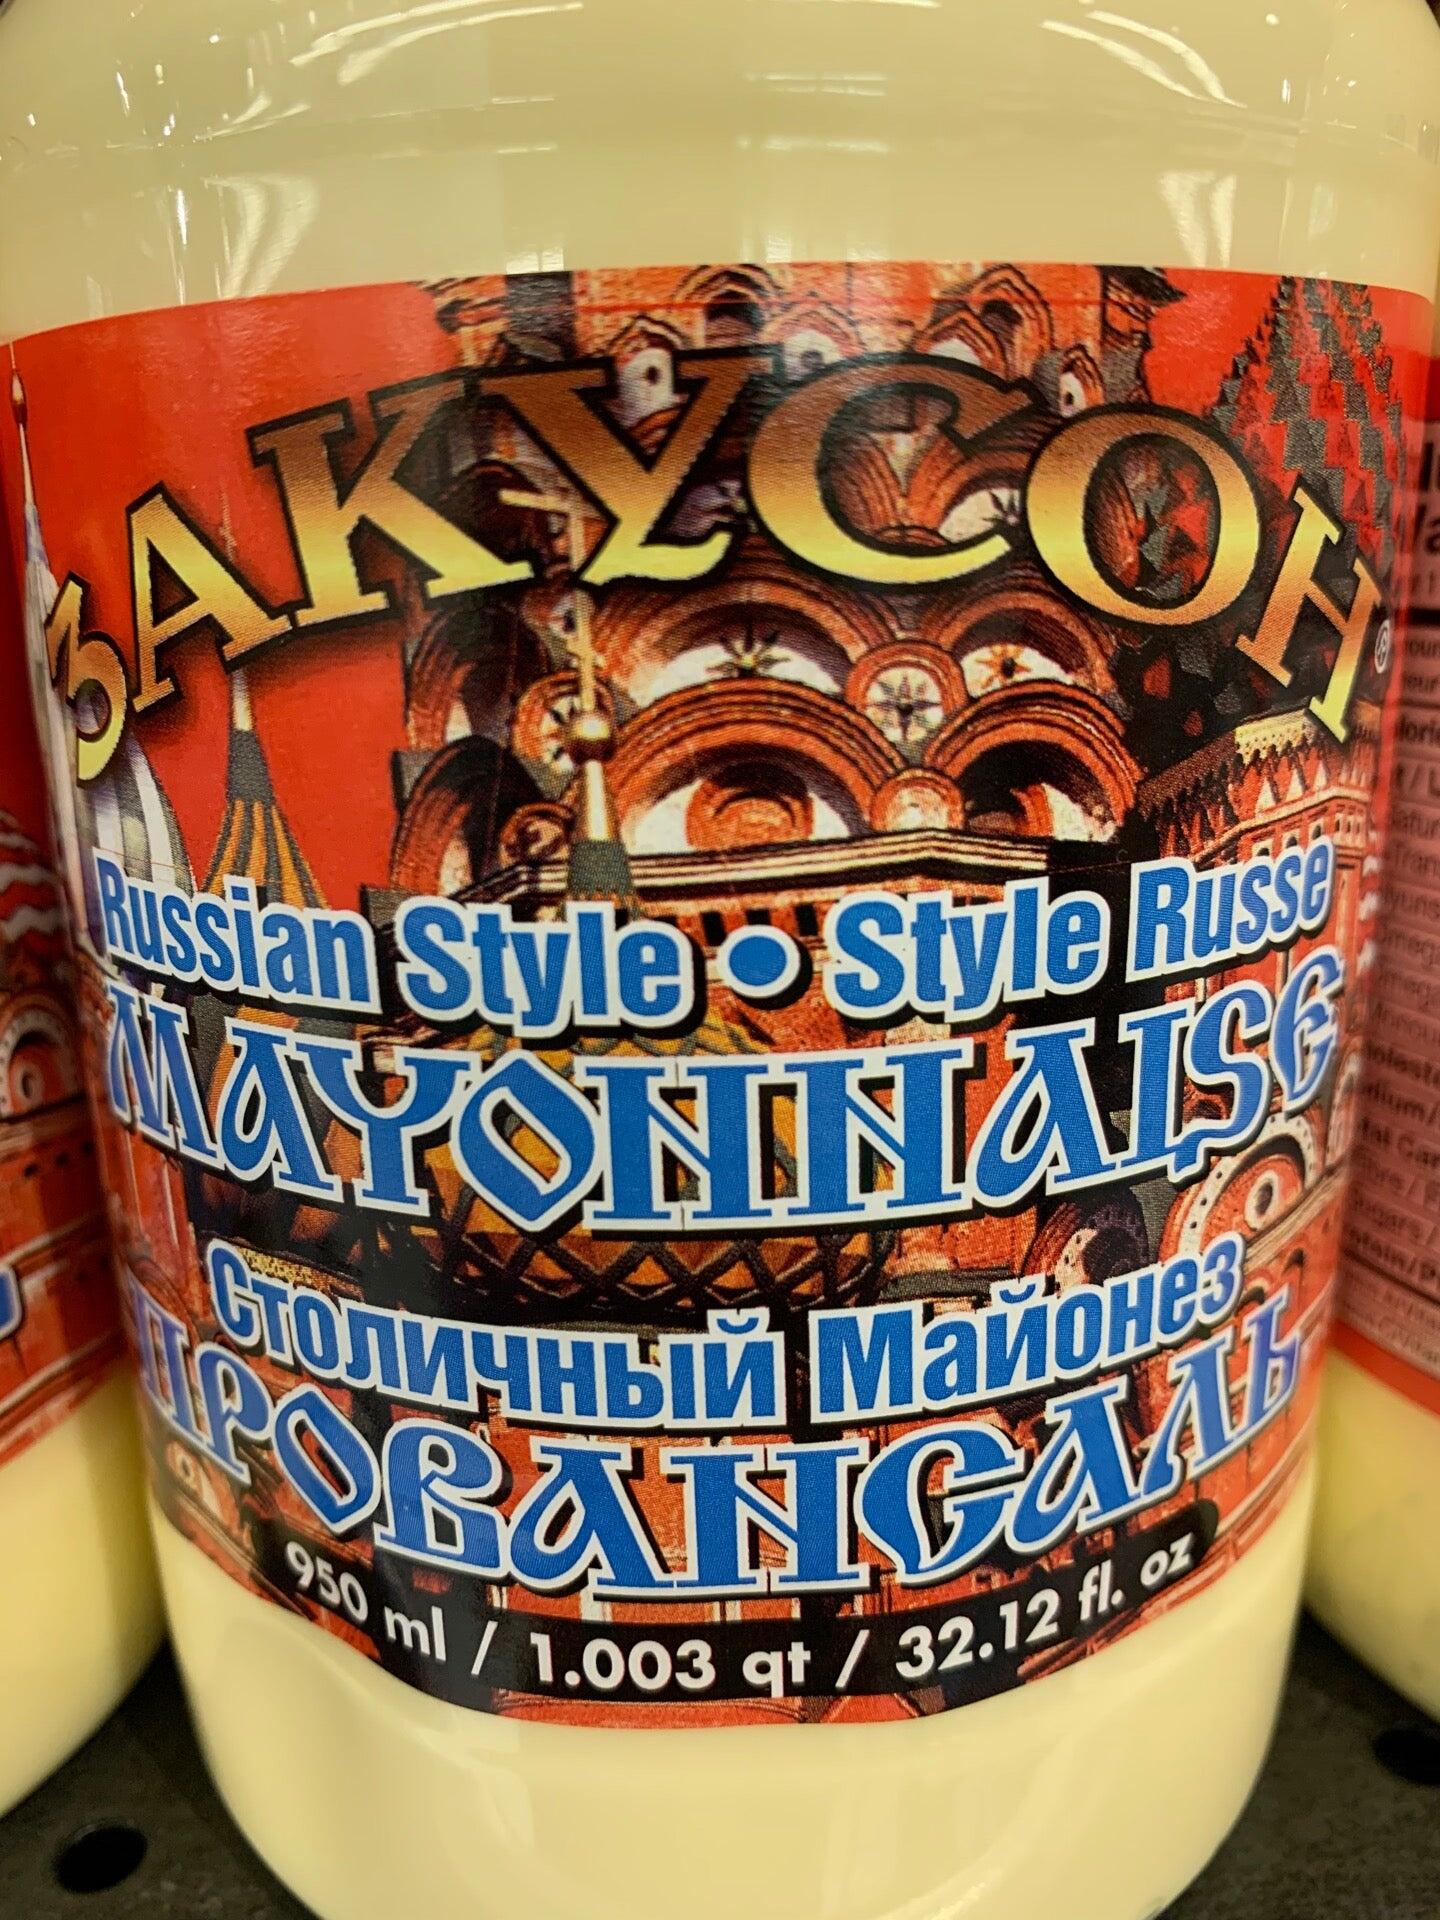 ЗАКУСОН®
Russian Style • Style Russe
MAYONNAISE
Столичный Майонез
ПРОВАНСАЛЬ
950 ml / 1.003 qt / 32.12 fl. oz